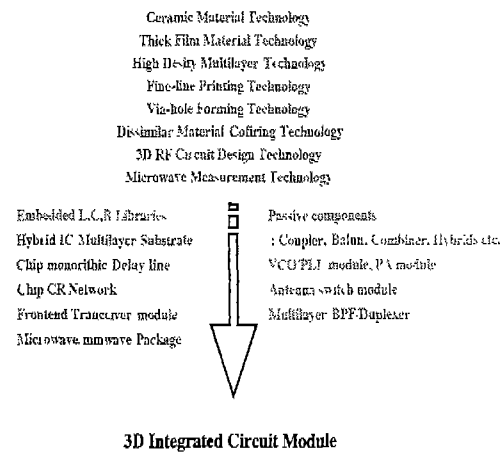 Ceramic Material Technology
Thick Film Material Technology
High Desity Multilayer Technology
Fine-line Printing Technology
Via-hole Forming Technology
Dissimilar Material Cofiring Technology
3D RF Circuit Design Technology
Microwave Measurement Technology
Embedded L,C,R Libraries
Hybrid IC Multilayer Substrate
Chip monorithic Delay line
Chip CR Network
Frontend Tranceiver module
Microwave, mmwave Package
Passive components
: Coupler, Balun, Combiner, Hybrids etc.
VCO/PLL module, PA module
Antenna switch module
Multilayer BPF-Duplexer
3D Integrated Circuit Module